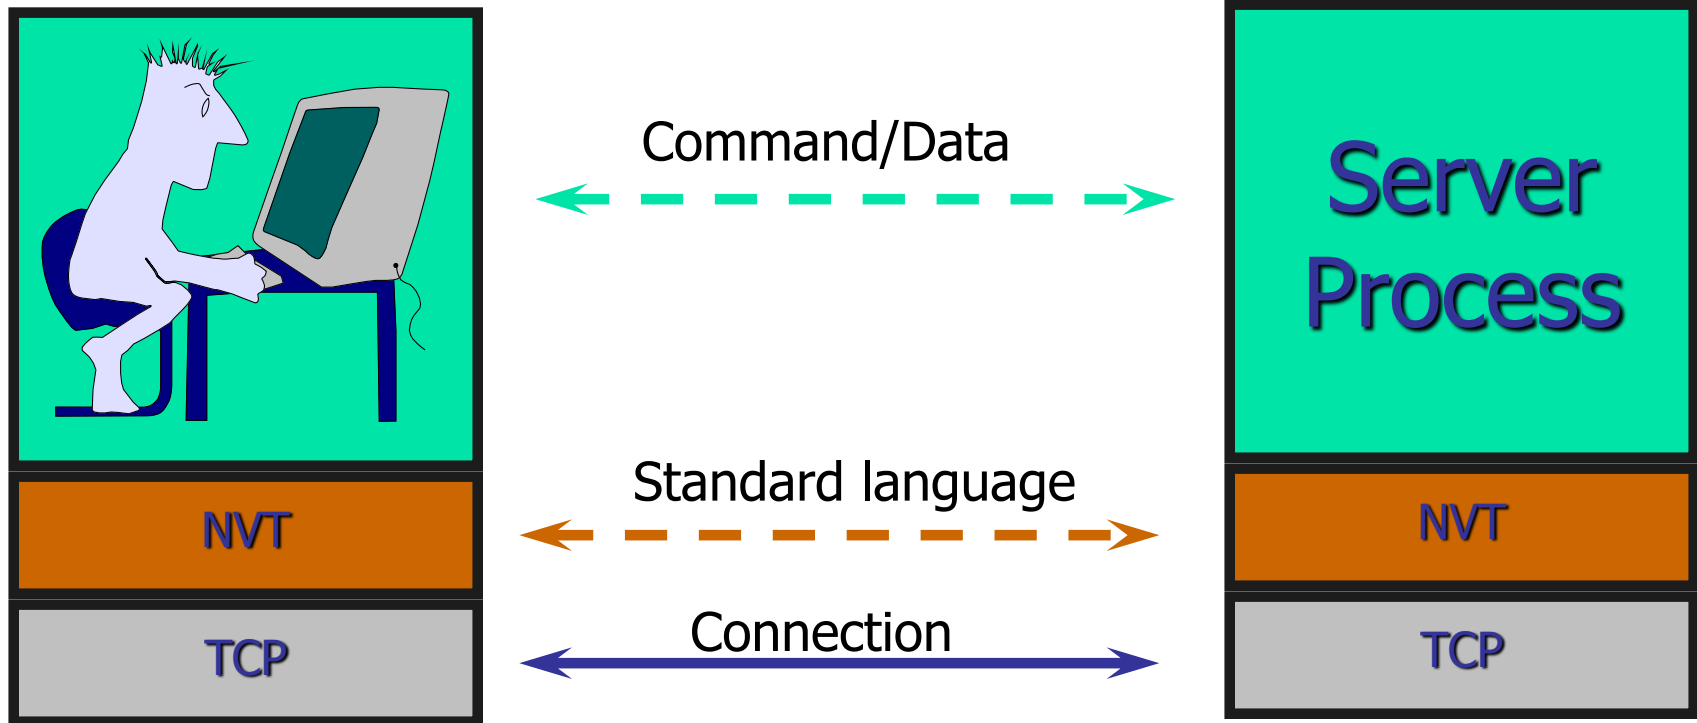 Command/Data
Server
Process
Standard language
NVT
NVT
Connection
TCP
TCP